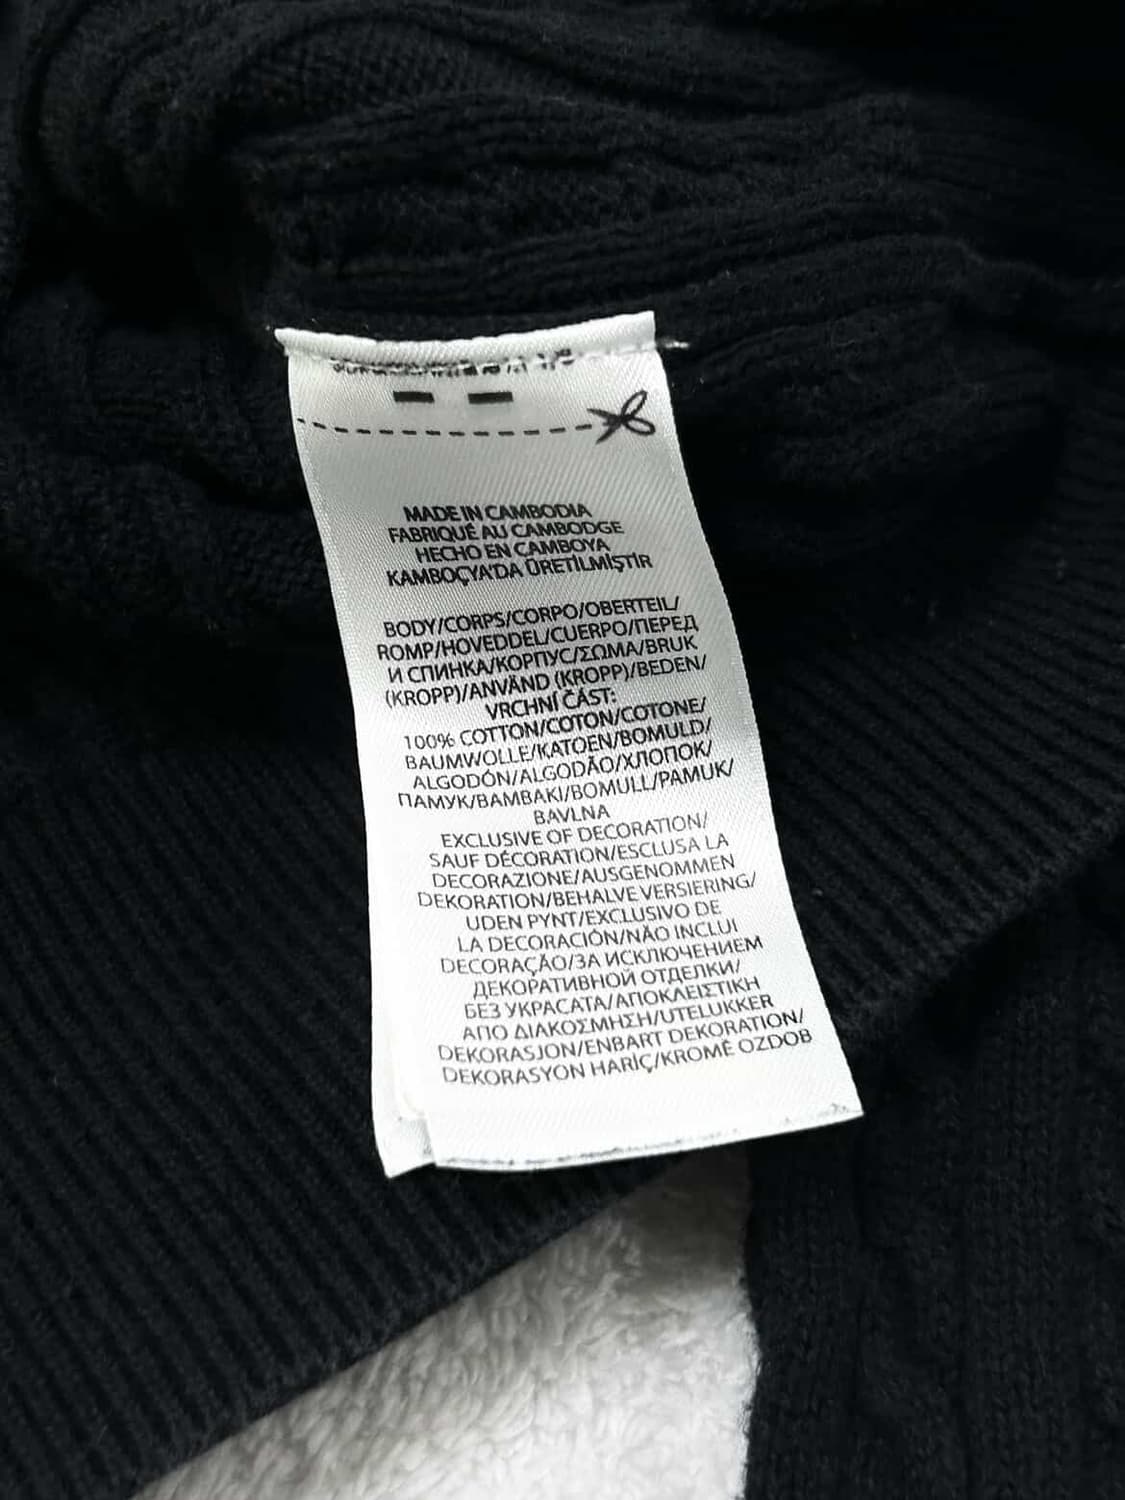 MADE IN CAMBODIA
FABRIQUÉ AU CAMBODGE
HECHO EN CAMBOYA
KAMBOÇYA'DA ÜRETİLMİŞTİR
BODY/CORPS/CORPO/OBERTEIL/
ROMP/HOVEDDEL/CUERPO/ПЕРЕД
И СПИНКА/КОРПУС/ΣΩΜΑ/BRUK
(KROPP)/ANVÄND (KROPP)/BEDEN/
VRCHNÍ ČÁST:
100% COTTON/COTON/COTONE/
BAUMWOLLE/KATOEN/BOMULD/
ALGODÓN/ALGODÃO/ХЛОПОК/
ПАМУК/BAMBAKI/BOMULL/PAMUK/
BAVLNA
EXCLUSIVE OF DECORATION/
SAUF DÉCORATION/ESCLUSA LA
DECORAZIONE/AUSGENOMMEN
DEKORATION/BEHALVE VERSIERING/
UDEN PYNT/EXCLUSIVO DE
LA DECORACIÓN/NÃO INCLUI
DECORAÇÃO/ЗА ИСКЛЮЧЕНИЕМ
ДЕКОРАТИВНОЙ ОТДЕЛКИ/
БЕЗ УКРАСАТА/ΑΠΟΚΛΕΙΣΤΙΚΗ
ΑΠΟ ΔΙΑΚΟΣΜΗΣΗ/UTELUKKER
DEKORASJON/ENBART DEKORATION/
DEKORASYON HARİÇ/KROMĚ OZDOB